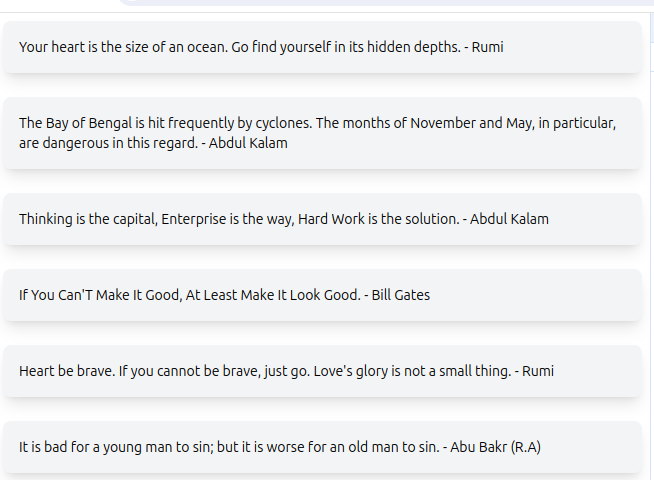 Your heart is the size of an ocean. Go find yourself in its hidden depths. - Rumi
The Bay of Bengal is hit frequently by cyclones. The months of November and May, in particular,
are dangerous in this regard. - Abdul Kalam
Thinking is the capital, Enterprise is the way, Hard Work is the solution. - Abdul Kalam
If You Can'T Make It Good, At Least Make It Look Good. - Bill Gates
Heart be brave. If you cannot be brave, just go. Love's glory is not a small thing. - Rumi
It is bad for a young man to sin; but it is worse for an old man to sin. - Abu Bakr (R.A)